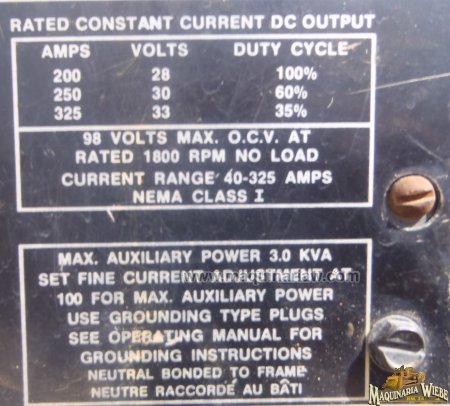 RATED CONSTANT CURRENT DC OUTPUT
AMPS VOLTS DUTY CYCLE
200 28 100%
250 30 60%
325 33 35%
98 VOLTS MAX. O.C.V. AT
RATED 1800 RPM NO LOAD
CURRENT RANGE 40-325 AMPS
NEMA CLASS I
MAX. AUXILIARY POWER 3.0 KVA
SET FINE CURRENT ADJUSTMENT AT
100 FOR MAX. AUXILIARY POWER
USE GROUNDING TYPE PLUGS
SEE OPERATING MANUAL FOR
GROUNDING INSTRUCTIONS
NEUTRAL BONDED TO FRAME
NEUTRE RACCORDÉ AU BÂTI
MAQUINARIA WIEBE